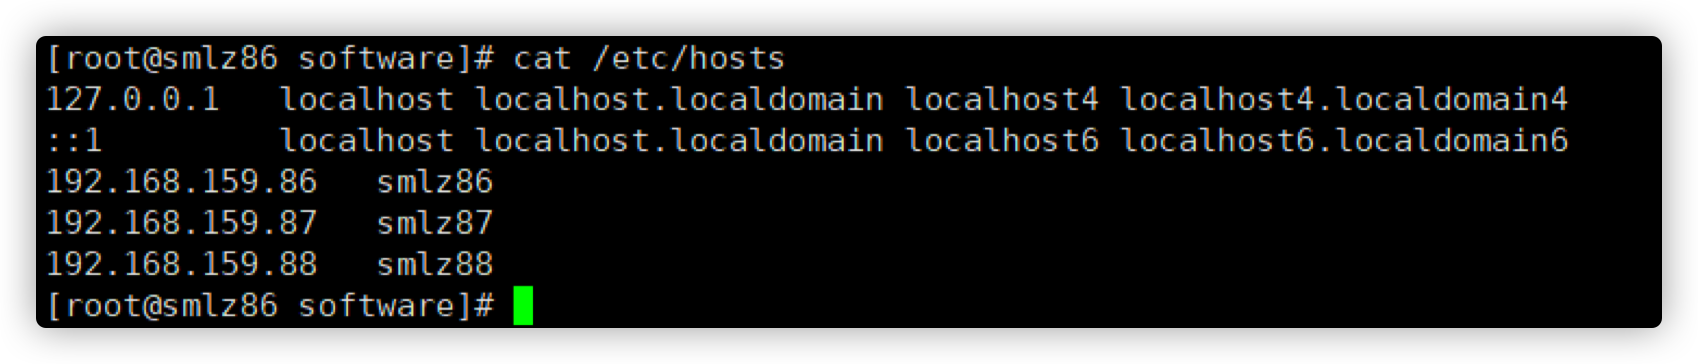 [root@smlz86 software]# cat /etc/hosts
127.0.0.1   localhost localhost.localdomain localhost4 localhost4.localdomain4
::1         localhost localhost.localdomain localhost6 localhost6.localdomain6
192.168.159.86   smlz86
192.168.159.87   smlz87
192.168.159.88   smlz88
[root@smlz86 software]#